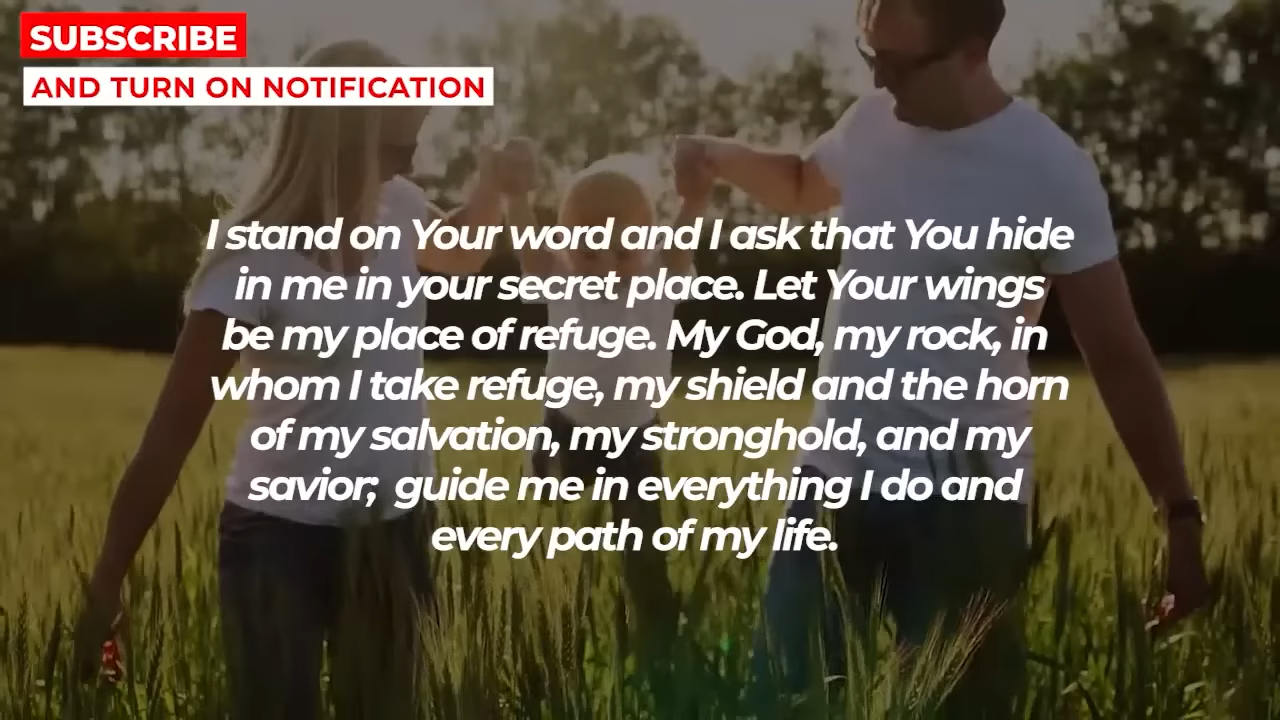 SUBSCRIBE
AND TURN ON NOTIFICATION
I stand on Your word and I ask that You hide
in me in your secret place. Let Your wings
be my place of refuge. My God, my rock, in
whom I take refuge, my shield and the horn
of my salvation, my stronghold, and my
savior;  guide me in everything I do and
every path of my life.